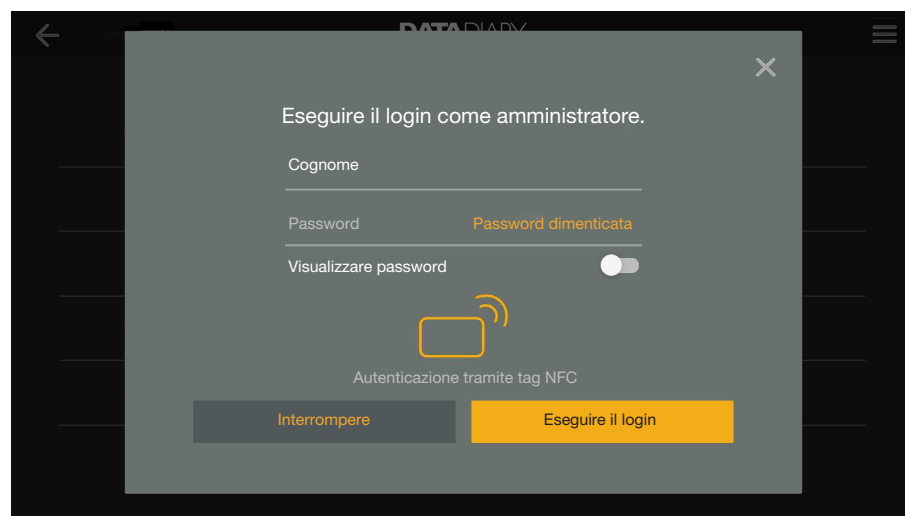 DATADIARY
Eseguire il login come amministratore.
Cognome
Password Password dimenticata
Visualizzare password
Autenticazione tramite tag NFC
Interrompere Eseguire il login